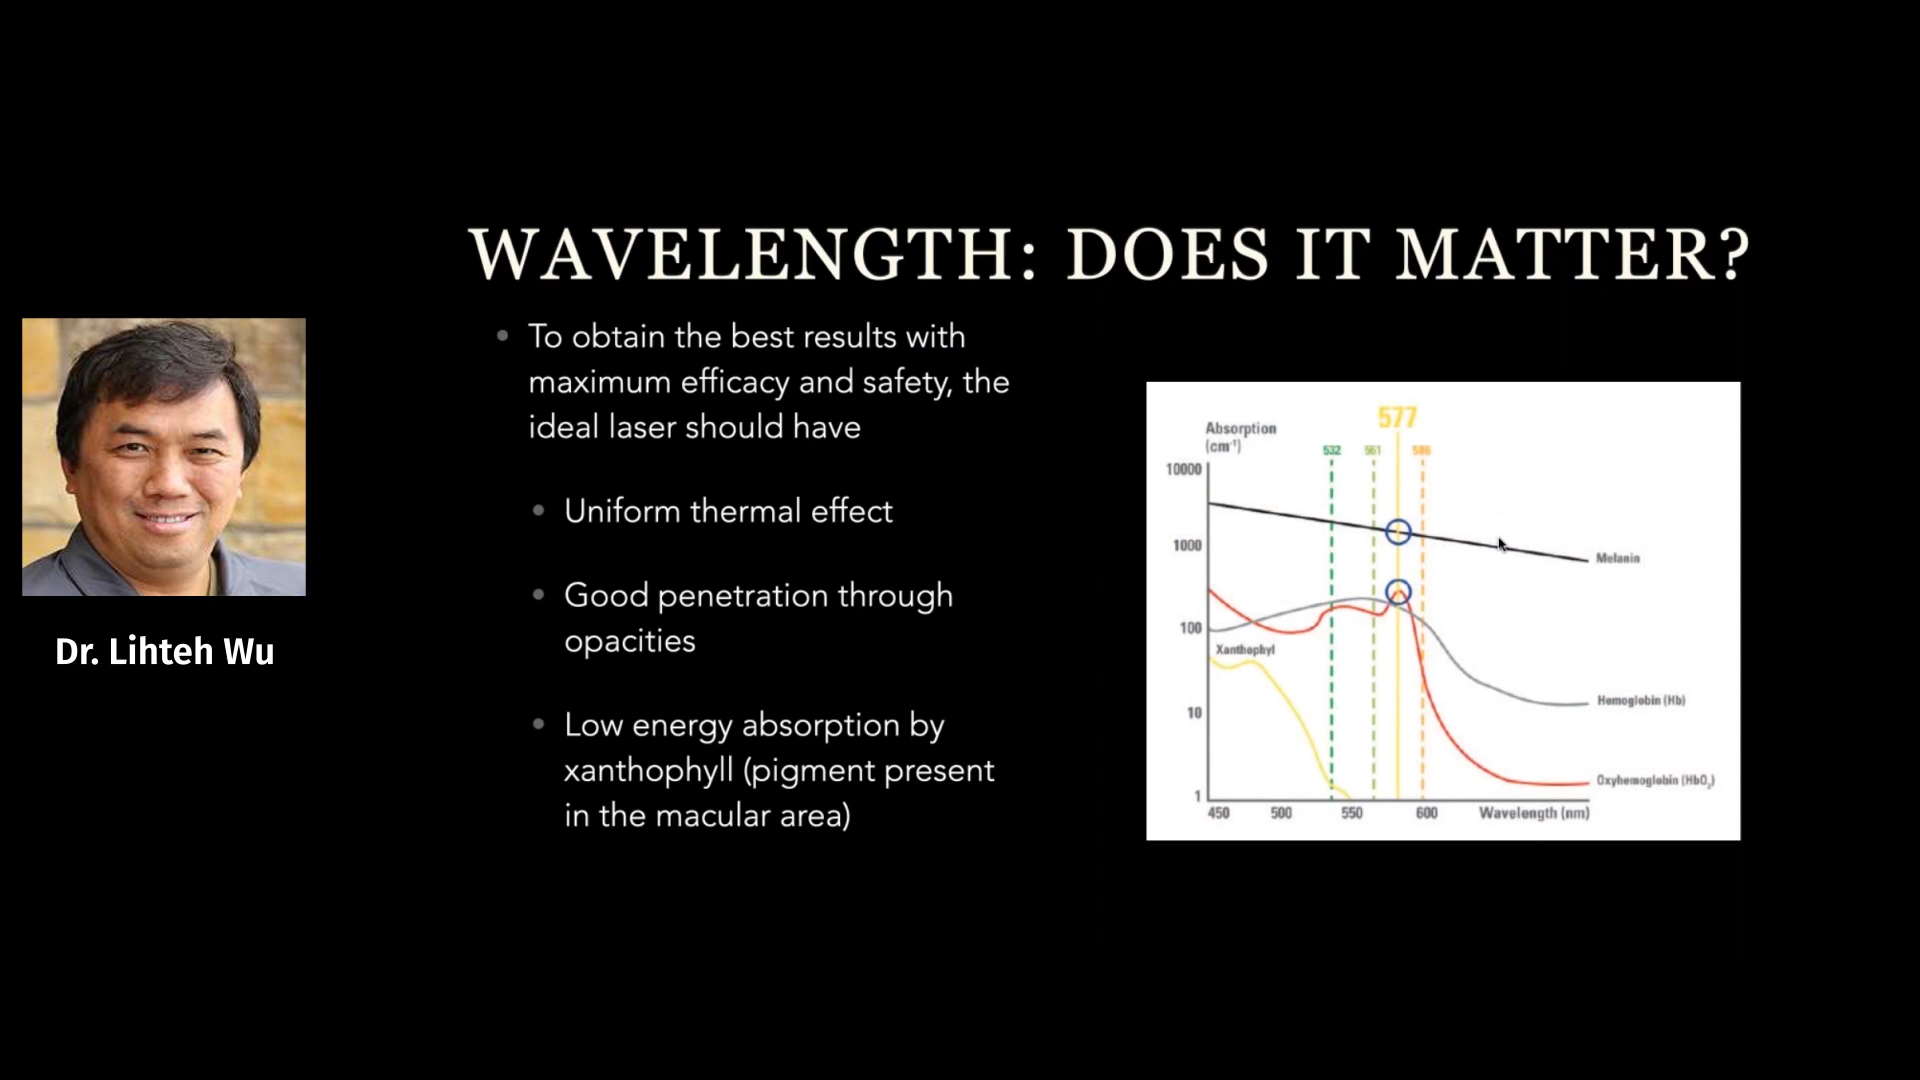 WAVELENGTH: DOES IT MATTER?
To obtain the best results with
maximum efficacy and safety, the
ideal laser should have
Uniform thermal effect
Good penetration through
opacities
Low energy absorption by
xanthophyll (pigment present
in the macular area)
Dr. Lihteh Wu
577
Absorption
(cm⁻¹)
532 561 586
10000
1000
100
10
1
Melanin
Xanthophyl
Hemoglobin (Hb)
Oxyhemoglobin (HbO₂)
450 500 550 600 Wavelength (nm)